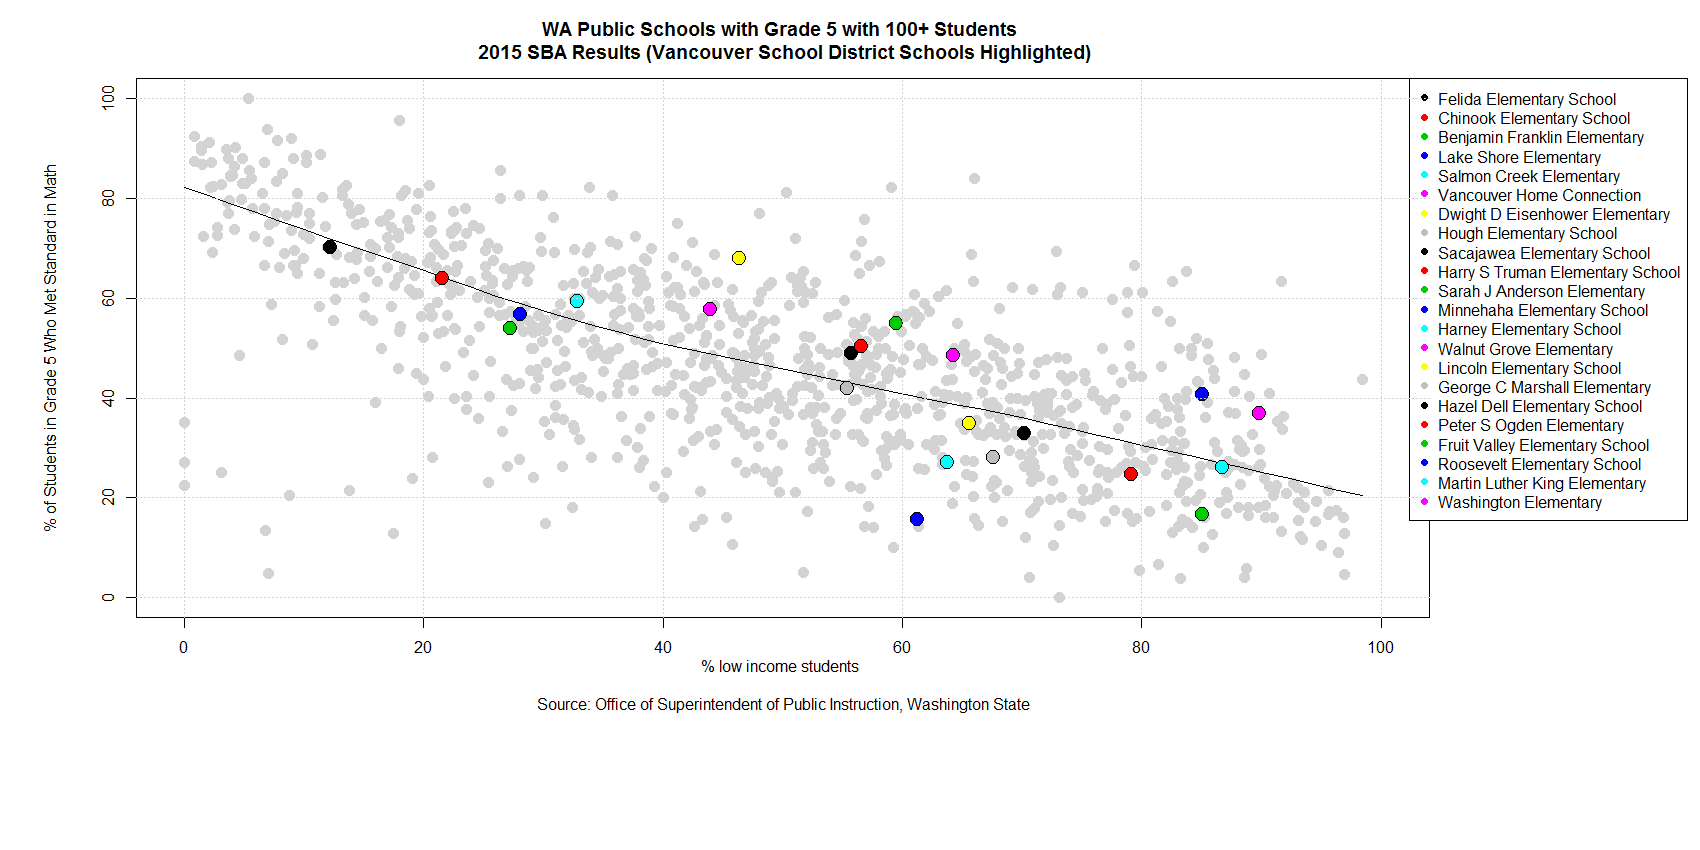 WA Public Schools with Grade 5 with 100+ Students
2015 SBA Results (Vancouver School District Schools Highlighted)
% of Students in Grade 5 Who Met Standard in Math
100
80
60
40
20
0
0
20
40
60
80
100
% low income students
Source: Office of Superintendent of Public Instruction, Washington State
Felida Elementary School
Chinook Elementary School
Benjamin Franklin Elementary
Lake Shore Elementary
Salmon Creek Elementary
Vancouver Home Connection
Dwight D Eisenhower Elementary
Hough Elementary School
Sacajawea Elementary School
Harry S Truman Elementary School
Sarah J Anderson Elementary
Minnehaha Elementary School
Harney Elementary School
Walnut Grove Elementary
Lincoln Elementary School
George C Marshall Elementary
Hazel Dell Elementary School
Peter S Ogden Elementary
Fruit Valley Elementary School
Roosevelt Elementary School
Martin Luther King Elementary
Washington Elementary